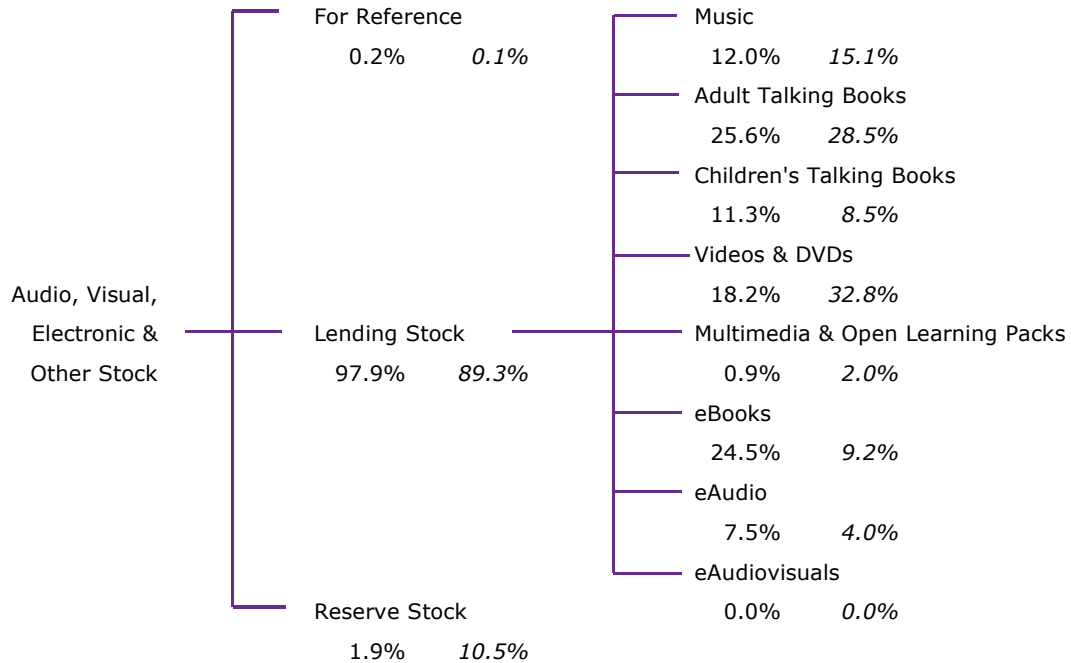 For Reference
0.2% 0.1%
Audio, Visual,
Electronic &
Other Stock
Lending Stock
97.9% 89.3%
Reserve Stock
1.9% 10.5%
Music
12.0% 15.1%
Adult Talking Books
25.6% 28.5%
Children's Talking Books
11.3% 8.5%
Videos & DVDs
18.2% 32.8%
Multimedia & Open Learning Packs
0.9% 2.0%
eBooks
24.5% 9.2%
eAudio
7.5% 4.0%
eAudiovisuals
0.0% 0.0%